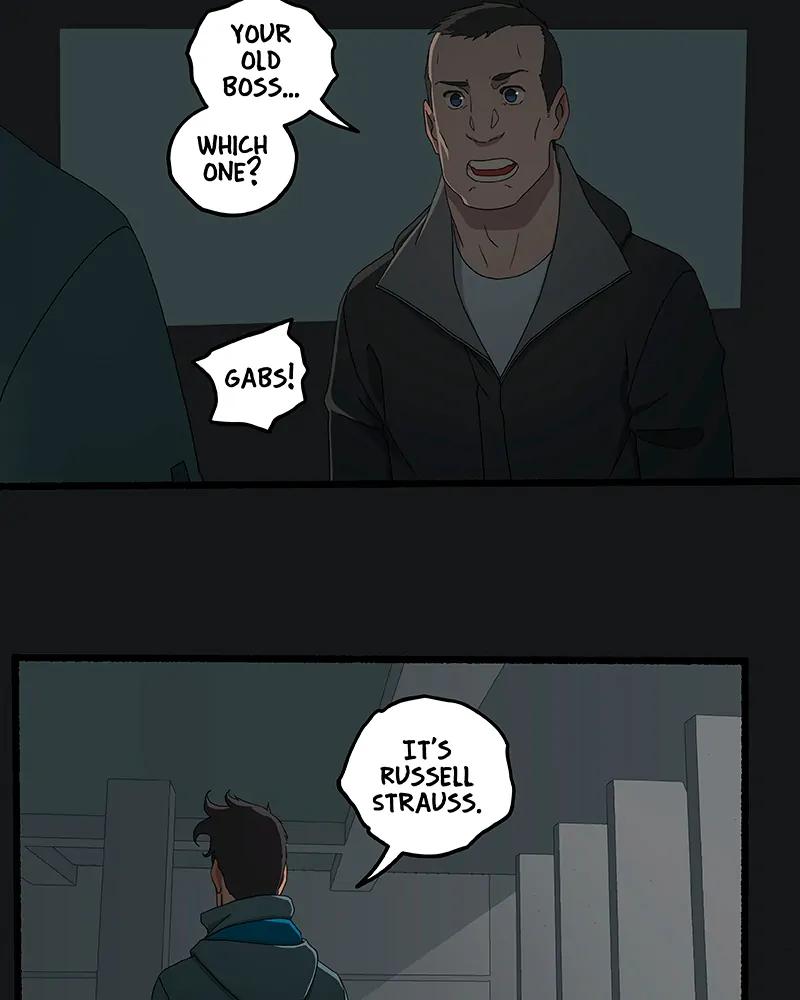 YOUR
OLD
BOSS...
WHICH
ONE?
GABS!
IT'S
RUSSELL
STRAUSS.